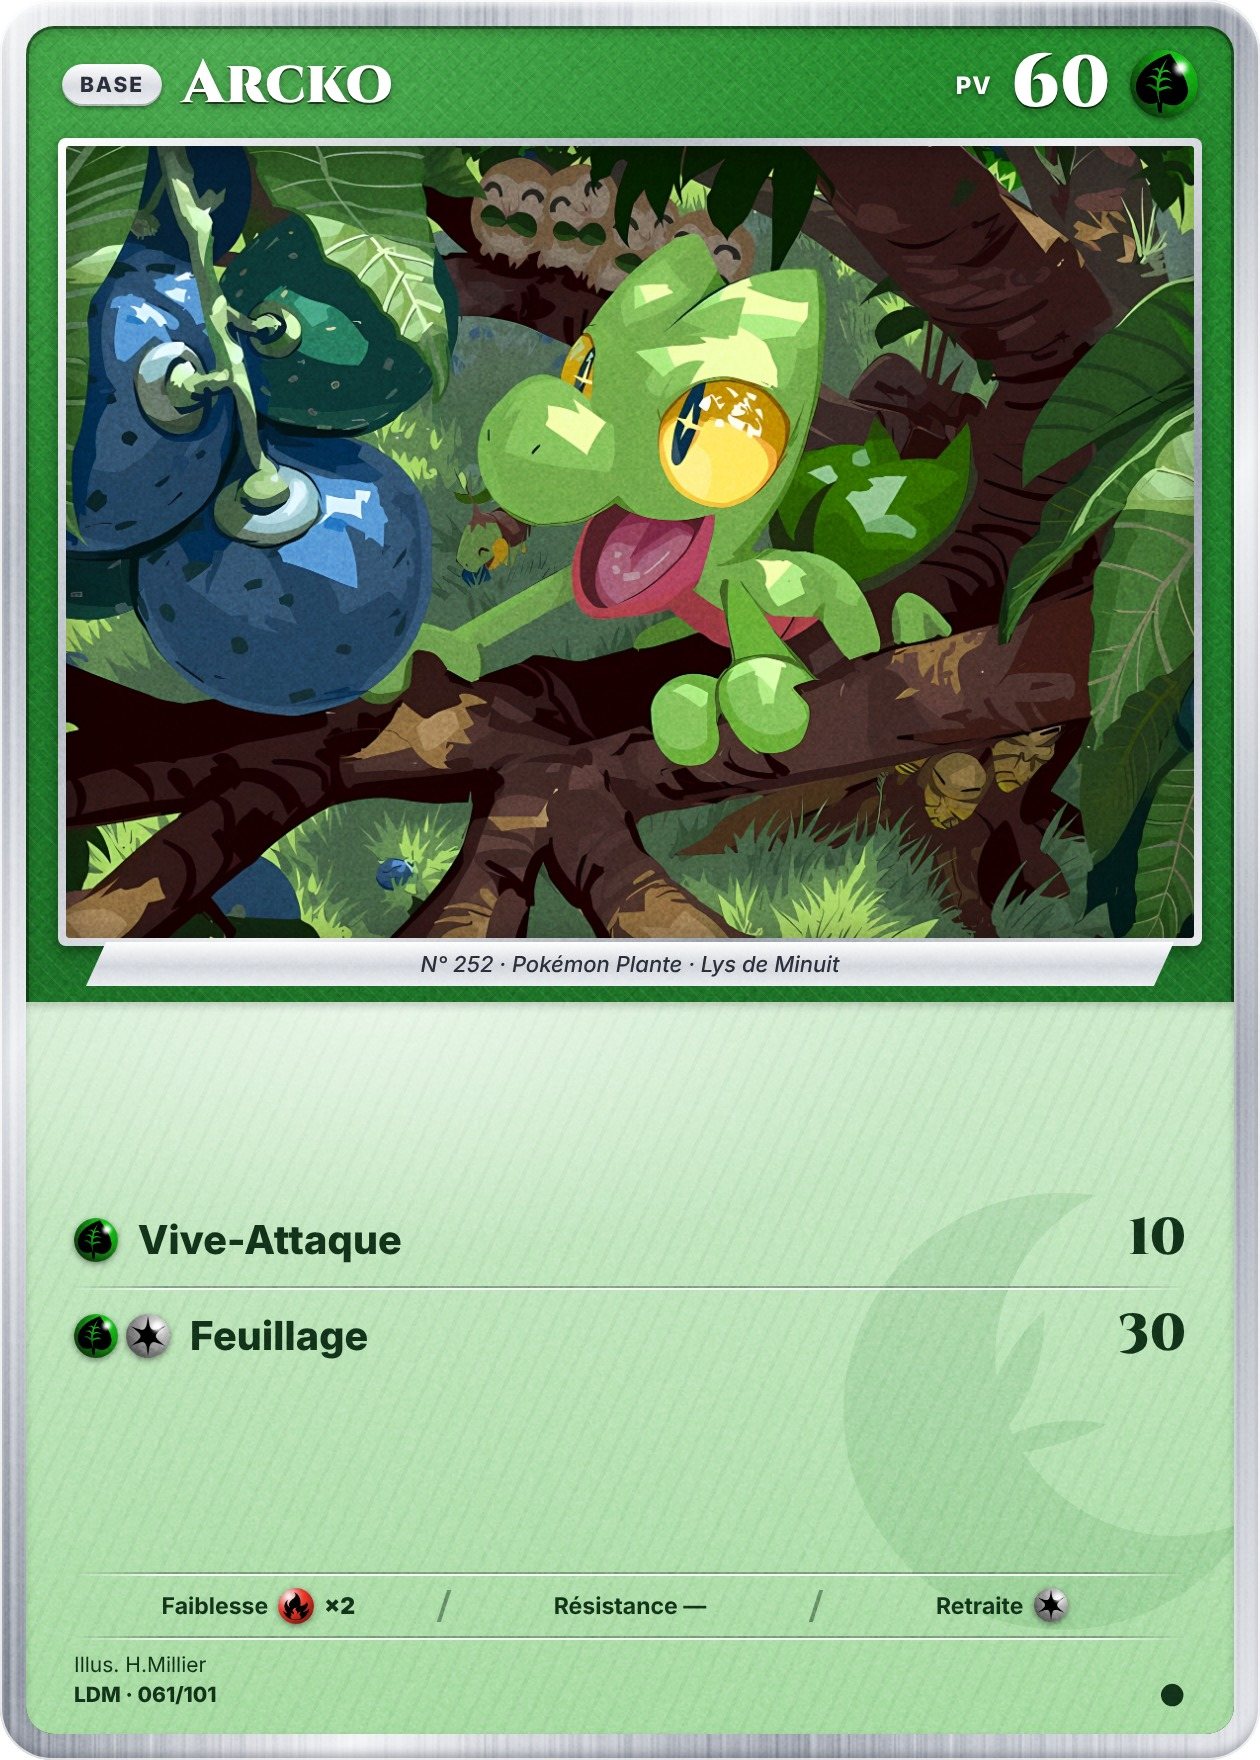 BASE ARCKO PV 60
N° 252 · Pokémon Plante · Lys de Minuit
Vive-Attaque 10
Feuillage 30
Faiblesse ×2 / Résistance — / Retraite
Illus. H.Millier
LDM · 061/101